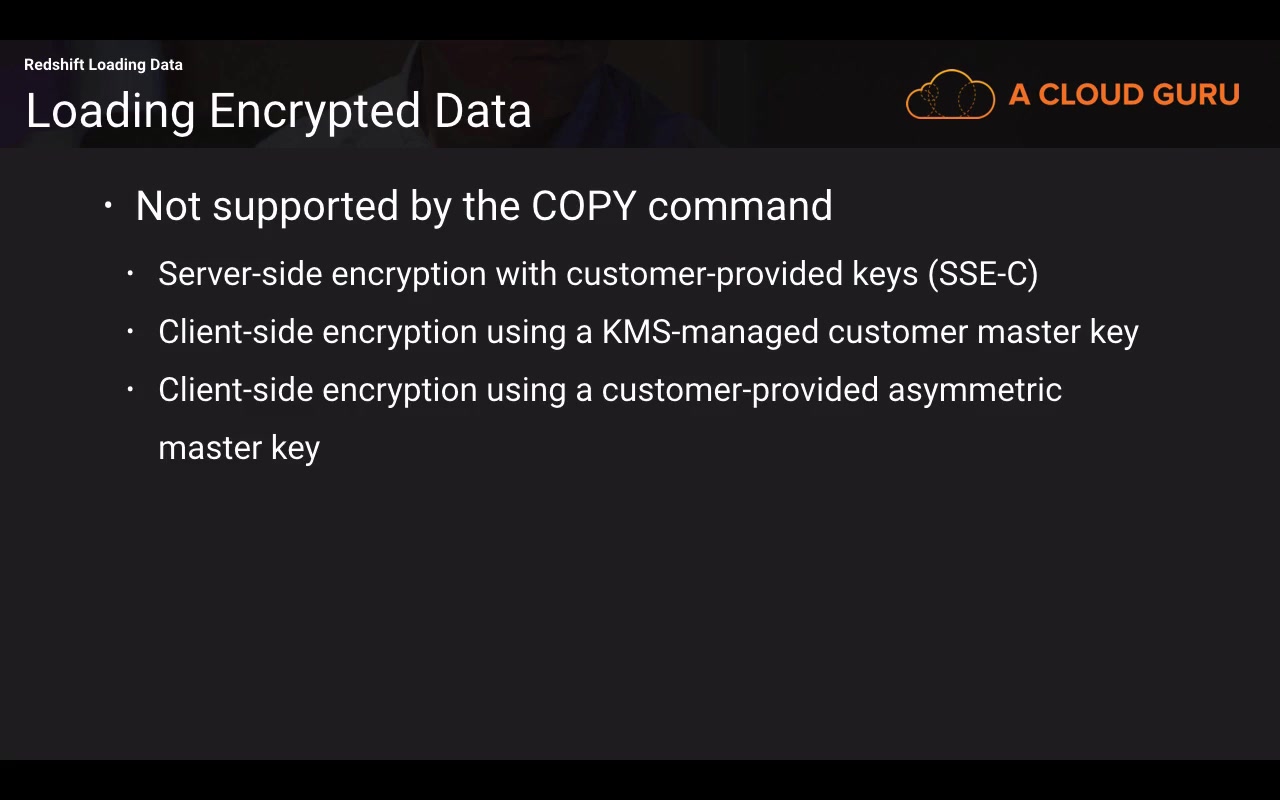 Redshift Loading Data
Loading Encrypted Data
A CLOUD GURU
• Not supported by the COPY command
• Server-side encryption with customer-provided keys (SSE-C)
• Client-side encryption using a KMS-managed customer master key
• Client-side encryption using a customer-provided asymmetric
master key